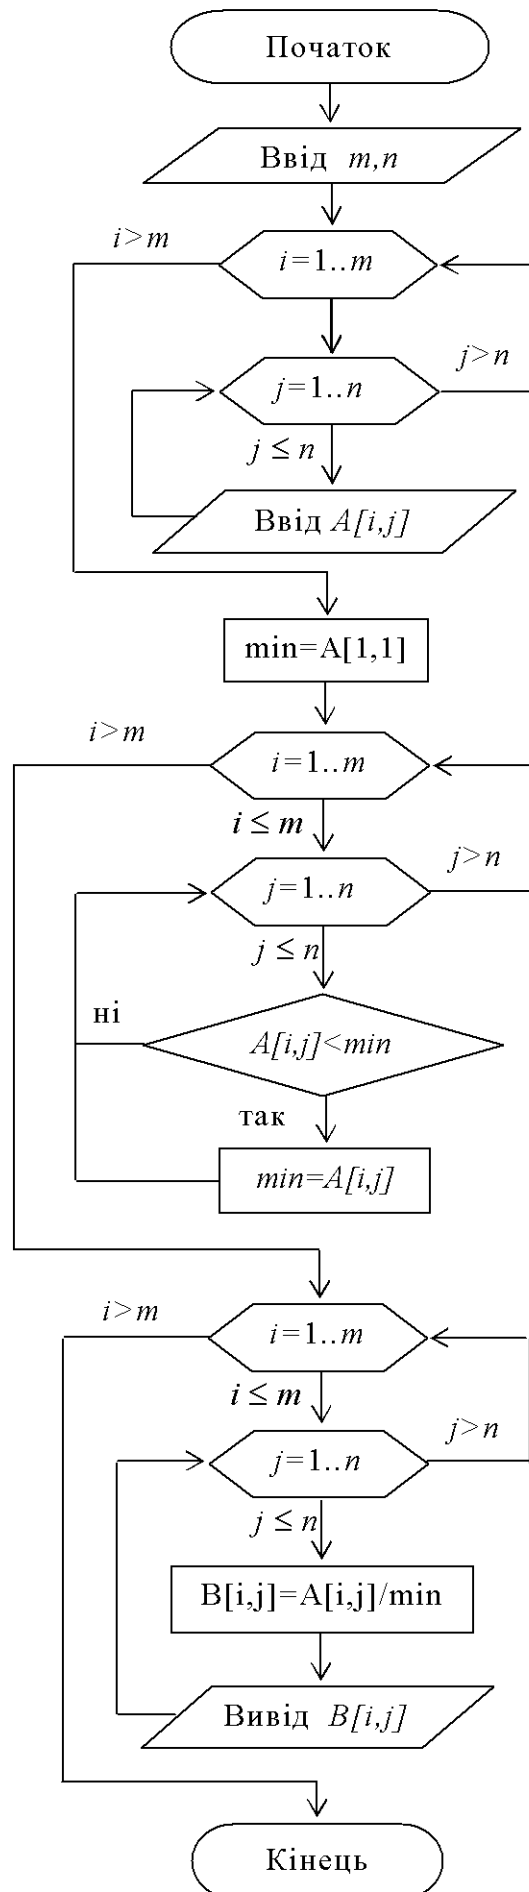 Початок
Ввід m,n
i>m
i=1..m
j>n
j=1..n
j ≤ n
Ввід A[i,j]
min=A[1,1]
i>m
i=1..m
i ≤ m
j>n
j=1..n
j ≤ n
ні
A[i,j]<min
так
min=A[i,j]
i>m
i=1..m
i ≤ m
j>n
j=1..n
j ≤ n
B[i,j]=A[i,j]/min
Вивід B[i,j]
Кінець